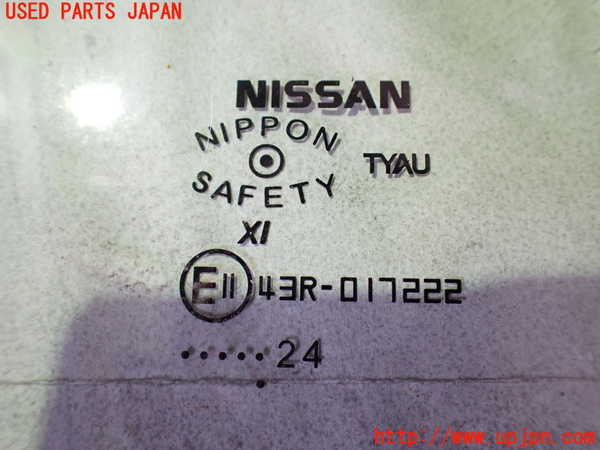 USED PARTS JAPAN
NISSAN
NIPPON
SAFETY
TYAU
XI
E11 43R-017222
.....24
.
http://www.upjpn.com/